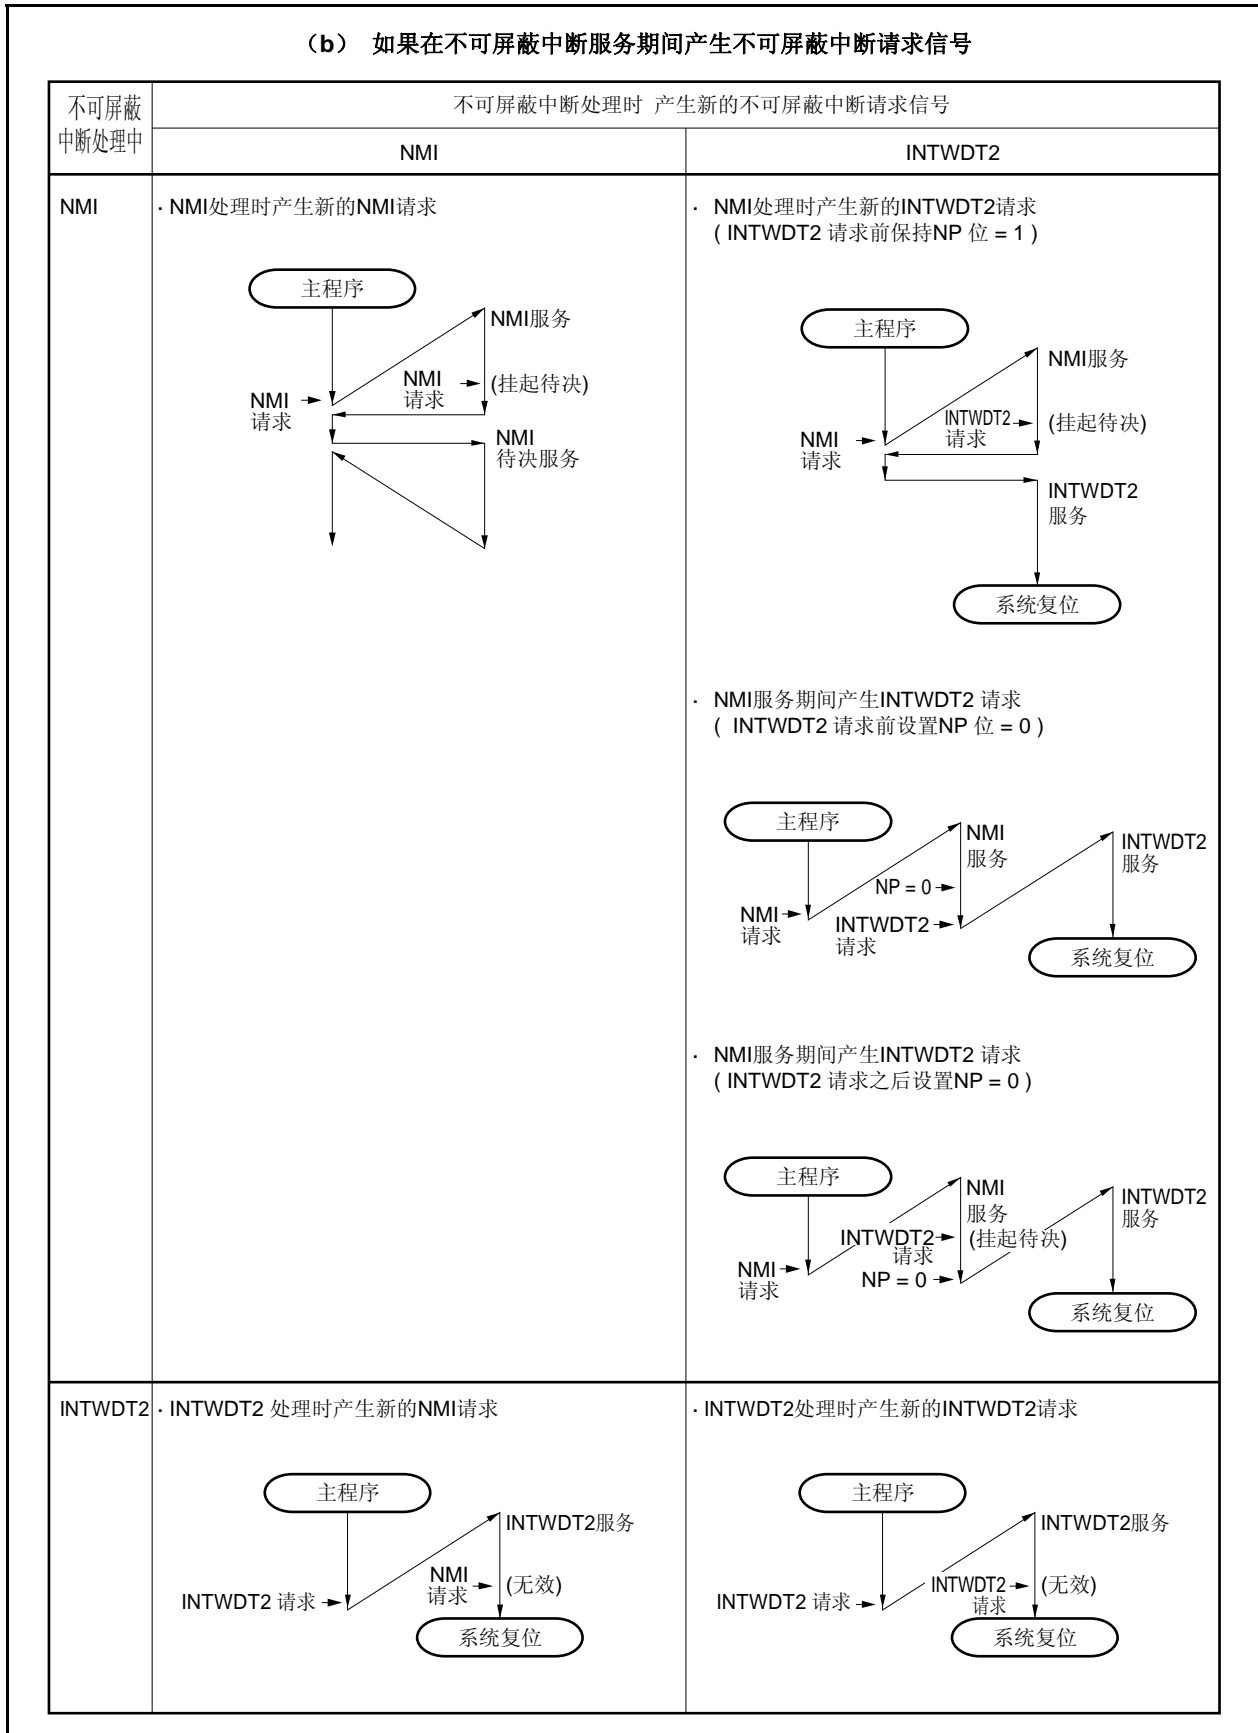 （b） 如果在不可屏蔽中断服务期间产生不可屏蔽中断请求信号
不可屏蔽
中断处理中
不可屏蔽中断处理时 产生新的不可屏蔽中断请求信号
NMI
INTWDT2
NMI
· NMI处理时产生新的NMI请求
主程序
NMI服务
NMI
请求
(挂起待决)
NMI
请求
NMI
待决服务
· NMI处理时产生新的INTWDT2请求
( INTWDT2 请求前保持NP 位 = 1 )
主程序
NMI服务
INTWDT2
请求
(挂起待决)
NMI
请求
INTWDT2
服务
系统复位
· NMI服务期间产生INTWDT2 请求
( INTWDT2 请求前设置NP 位 = 0 )
主程序
NMI
服务
INTWDT2
服务
NP = 0
NMI
请求
INTWDT2
请求
系统复位
· NMI服务期间产生INTWDT2 请求
( INTWDT2 请求之后设置NP = 0 )
主程序
NMI
服务
(挂起待决)
INTWDT2
服务
INTWDT2
请求
NMI
请求
NP = 0
系统复位
INTWDT2
· INTWDT2 处理时产生新的NMI请求
主程序
INTWDT2服务
NMI
请求
(无效)
INTWDT2 请求
系统复位
· INTWDT2处理时产生新的INTWDT2请求
主程序
INTWDT2服务
INTWDT2
请求
(无效)
INTWDT2 请求
系统复位